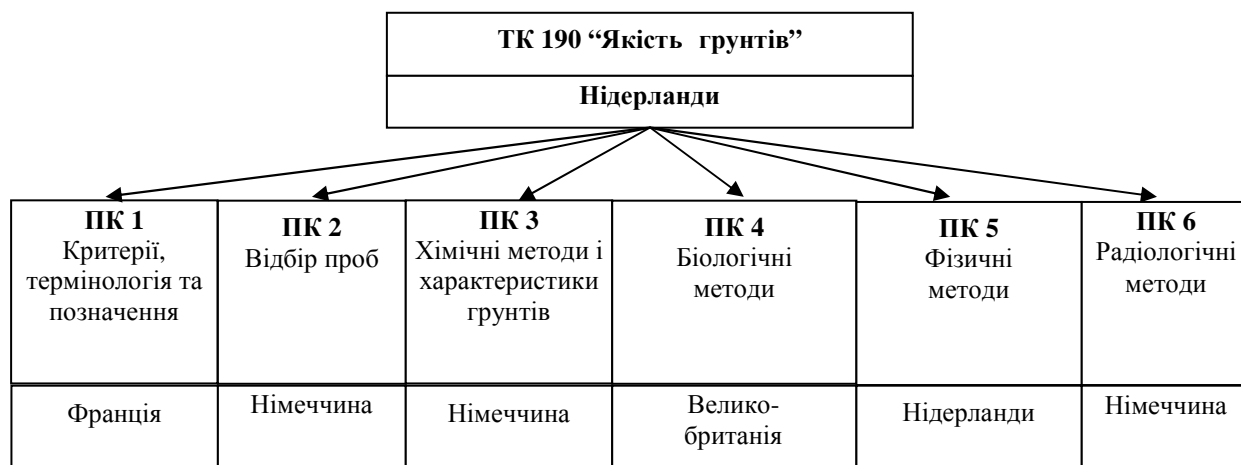 ТК 190 “Якість грунтів”
Нідерланди
ПК 1
Критерії,
термінологія та
позначення
ПК 2
Відбір проб
ПК 3
Хімічні методи і
характеристики
грунтів
ПК 4
Біологічні
методи
ПК 5
Фізичні
методи
ПК 6
Радіологічні
методи
Франція
Німеччина
Німеччина
Велико-
британія
Нідерланди
Німеччина